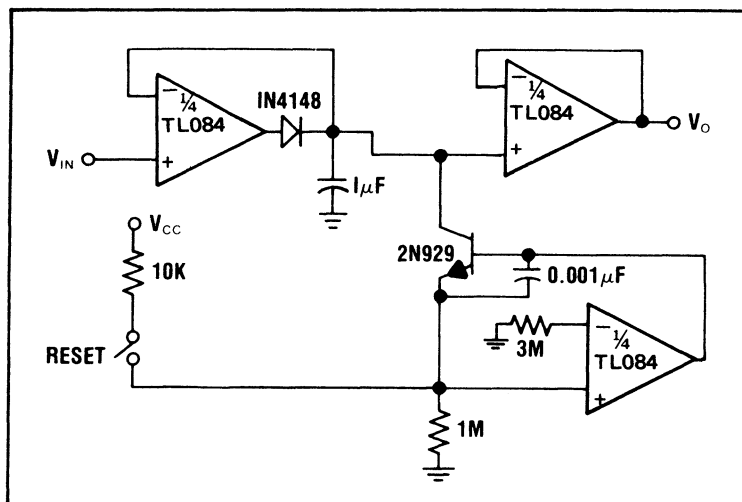 − ¼
TL084
+
IN4148
V_IN
1μF
− ¼
TL084
+
V_O
V_CC
10K
RESET
2N929
0.001μF
3M
− ¼
TL084
+
1M